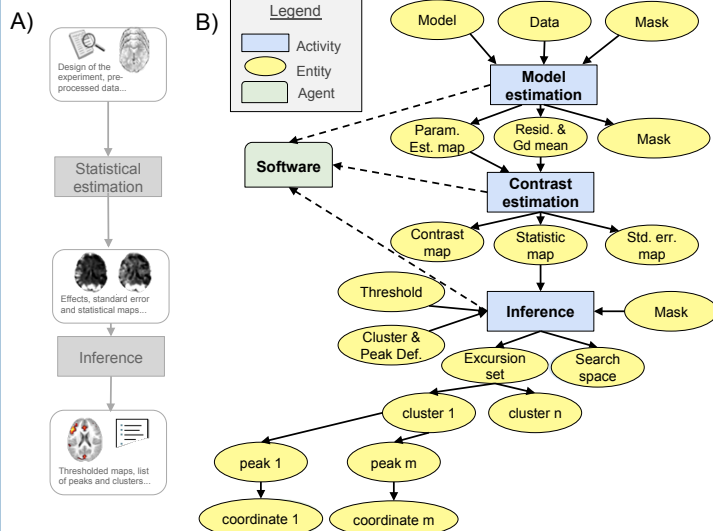 A)
Design of the
experiment, pre-
processed data...
Statistical
estimation
Effects, standard error
and statistical maps...
Inference
Thresholded maps, list
of peaks and clusters...
B)
Legend
Activity
Entity
Agent
Model
Data
Mask
Model
estimation
Param.
Est. map
Resid. &
Gd mean
Mask
Software
Contrast
estimation
Contrast
map
Statistic
map
Std. err.
map
Threshold
Inference
Mask
Cluster &
Peak Def.
Excursion
set
Search
space
cluster 1
cluster n
peak 1
peak m
coordinate 1
coordinate m